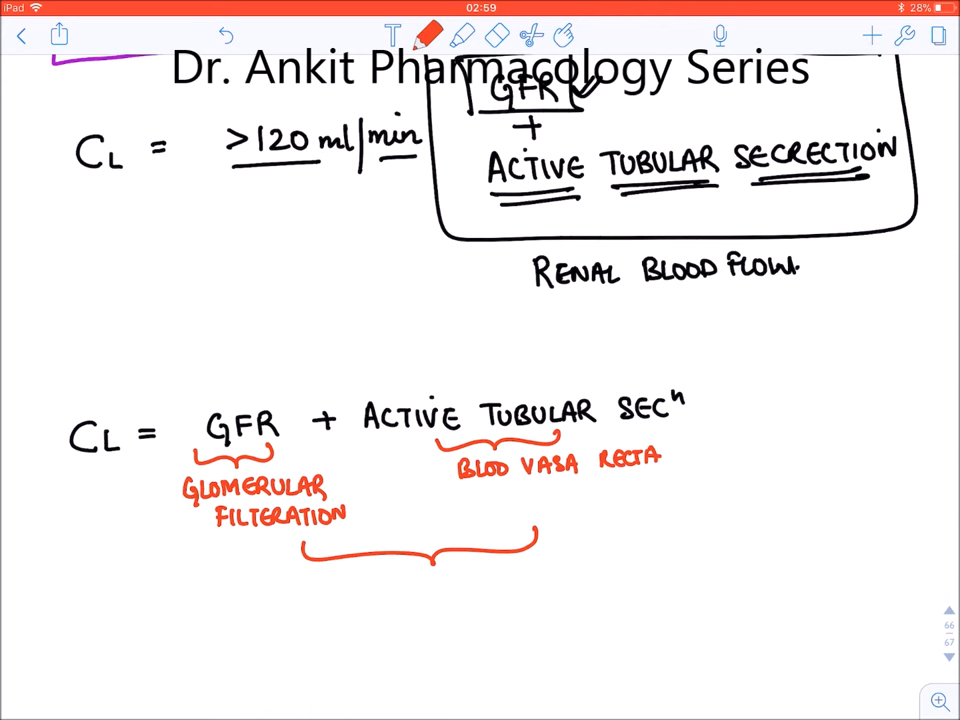 iPad 02:59 28%
T
Dr. Ankit Pharmacology Series
GFR
+
CL = >120 ml/min
ACTIVE TUBULAR SECRECTION
RENAL BLOOD FLOW.
CL = GFR + ACTIVE TUBULAR SECⁿ
GLOMERULAR
FILTERATION
BLOD VASA RECTA
66
67